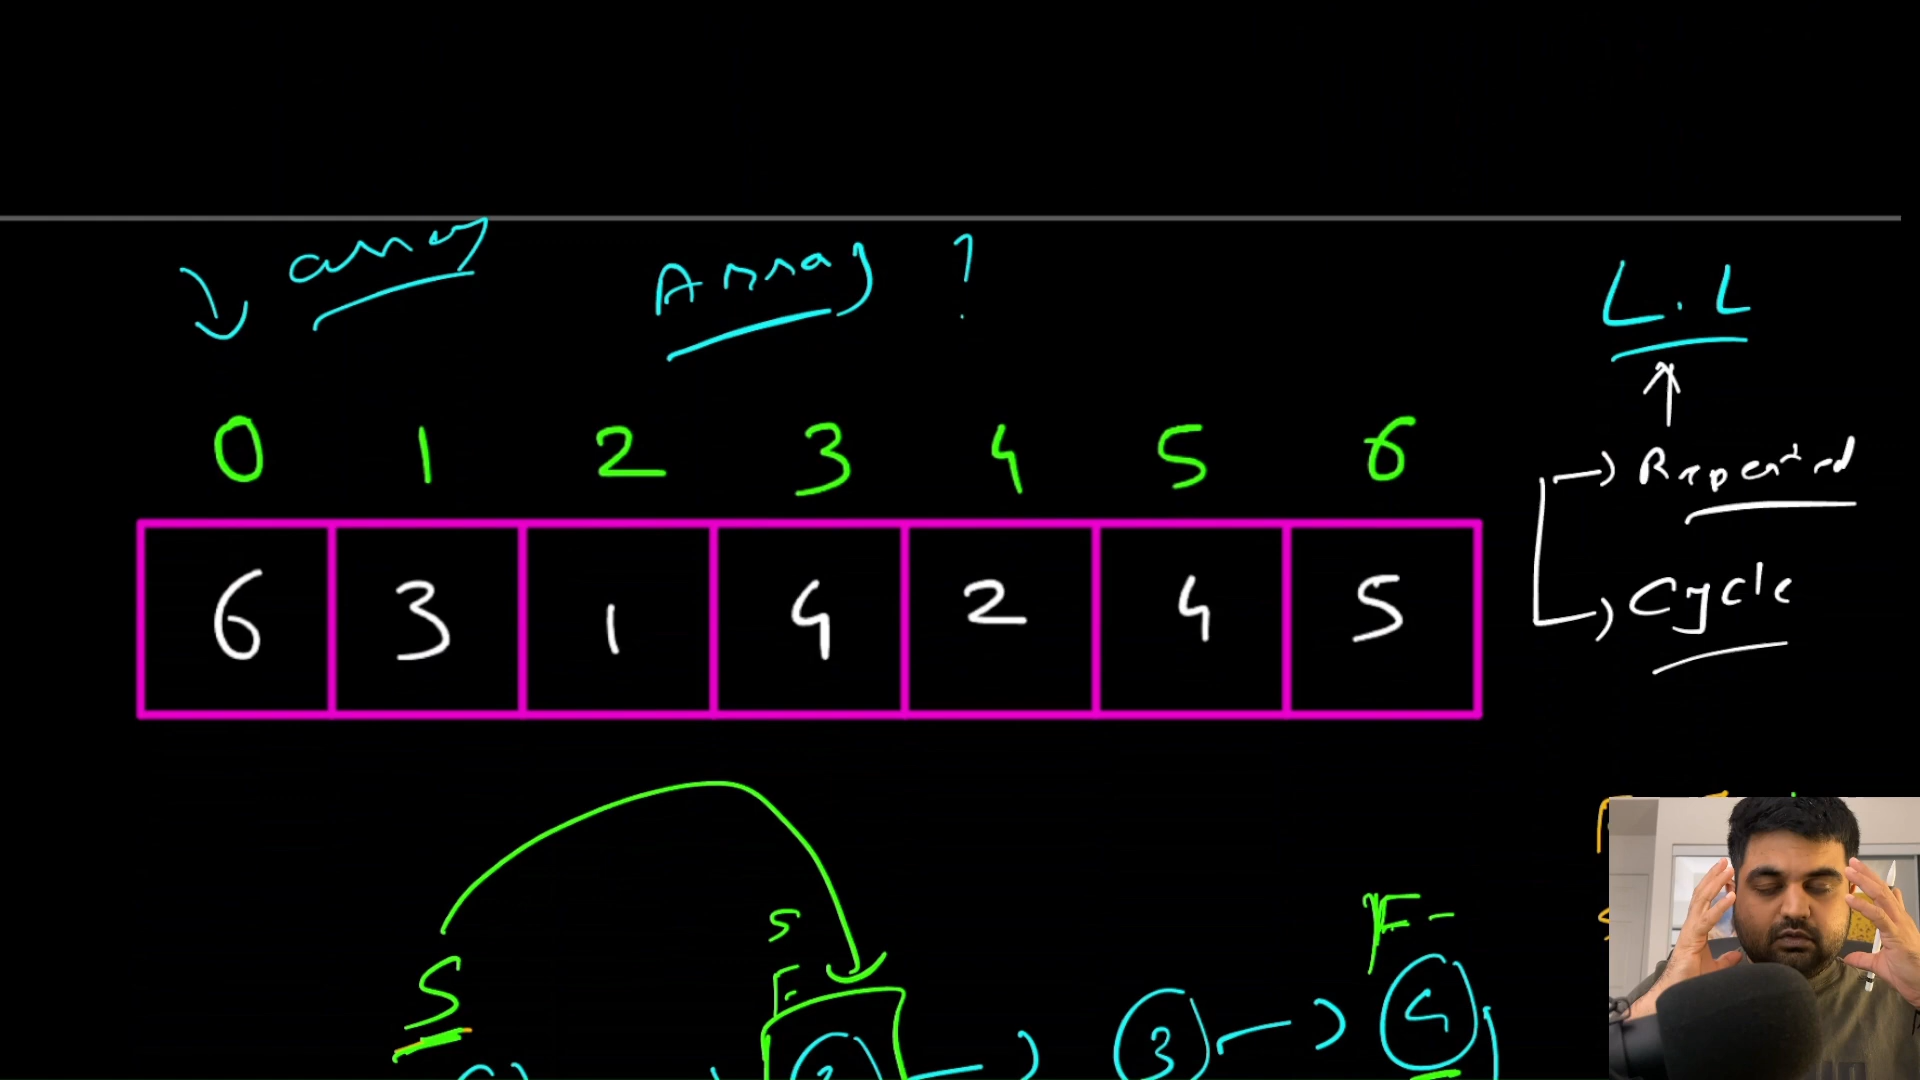 array Array ?
L.L
0 1 2 3 4 5 6
Repeated
6 3 1 4 2 4 5
Cycle
S F -
F
S
2 3 4